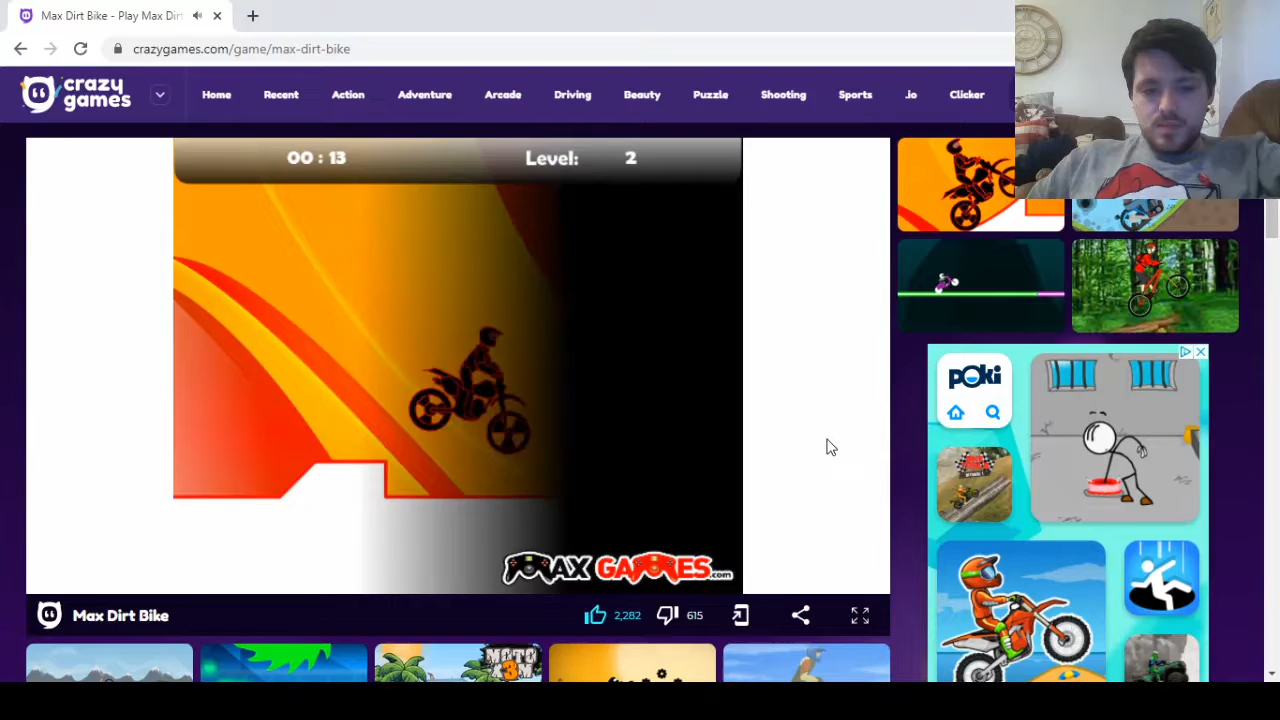 Max Dirt Bike - Play Max Dirt
crazygames.com/game/max-dirt-bike
crazy games
Home
Recent
Action
Adventure
Arcade
Driving
Beauty
Puzzle
Shooting
Sports
.io
Clicker
00 : 13
Level: 2
MAX GAMES.com
poki
Max Dirt Bike
2,282
615
MOTO
X3M